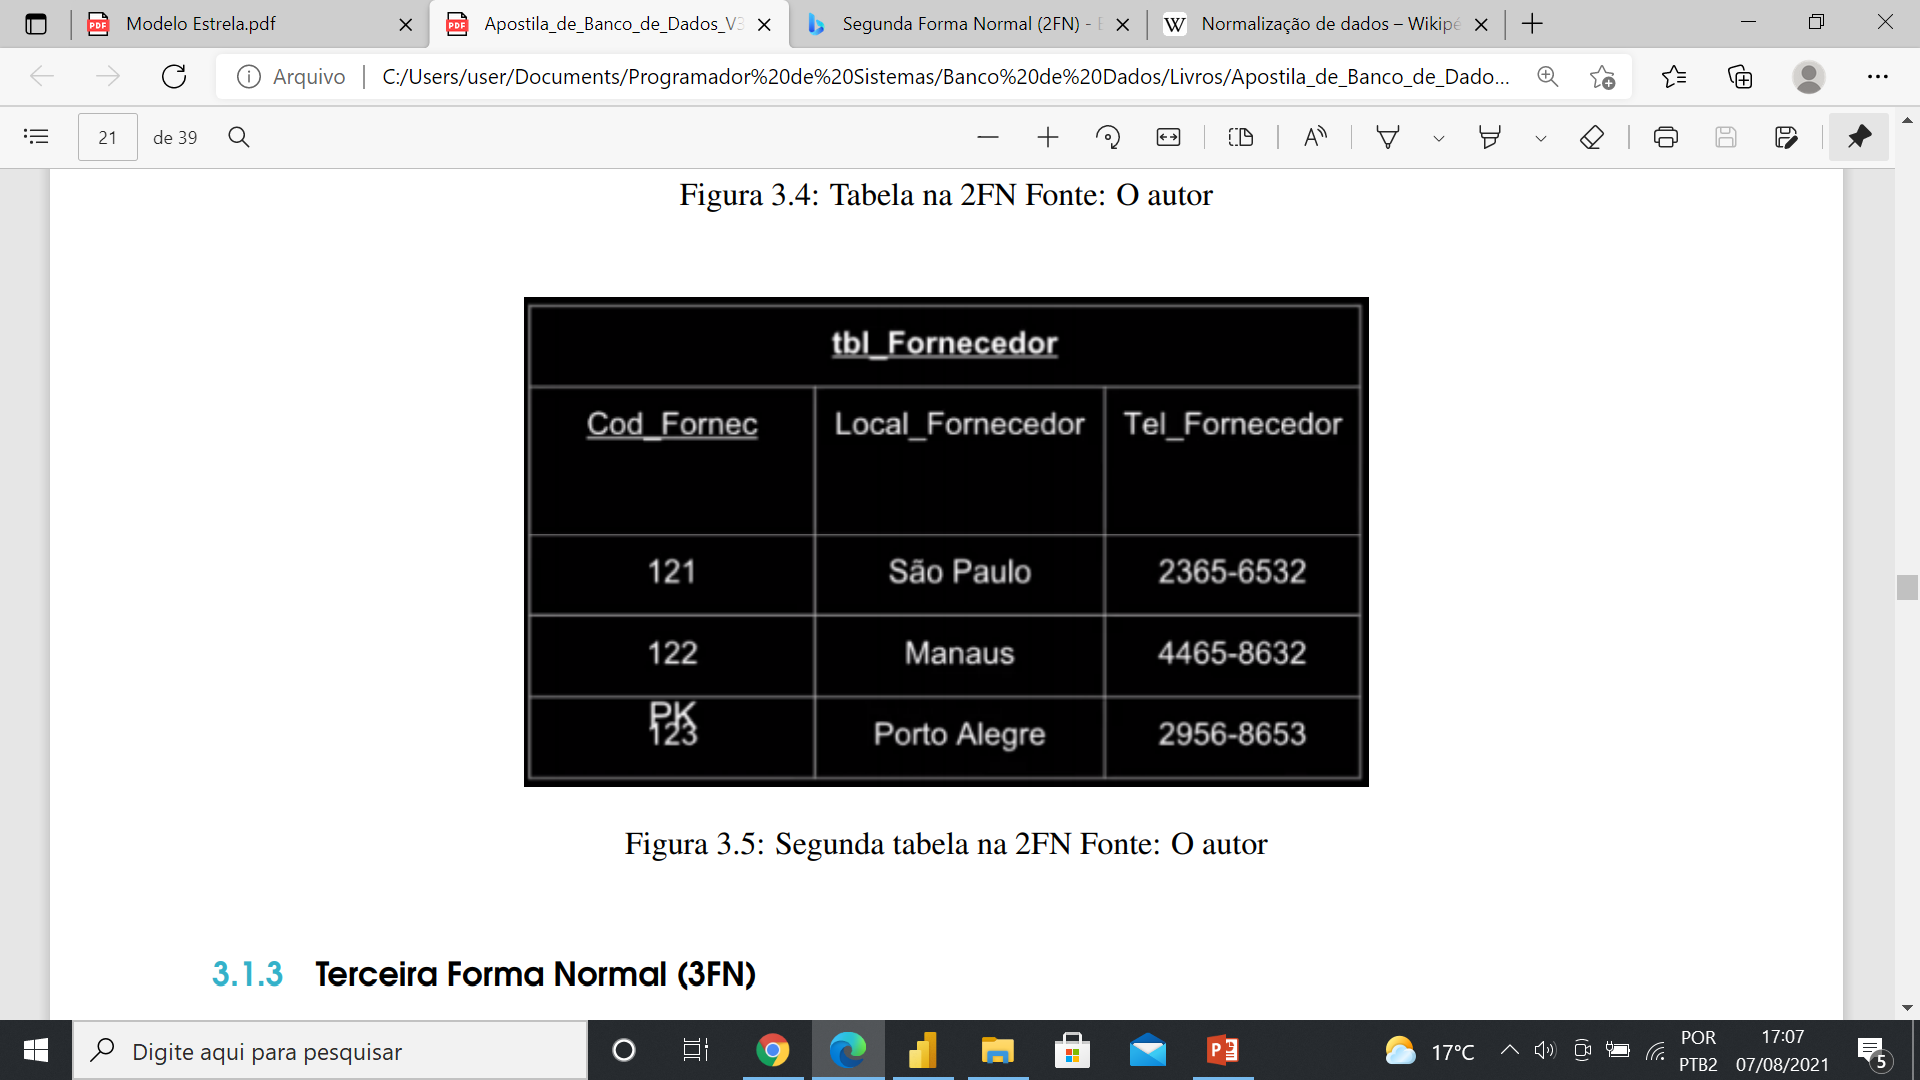 Modelo Estrela.pdf
Apostila_de_Banco_de_Dados_V3
Segunda Forma Normal (2FN) - E
Normalização de dados – Wikipé
Arquivo
C:/Users/user/Documents/Programador%20de%20Sistemas/Banco%20de%20Dados/Livros/Apostila_de_Banco_de_Dado...
21 de 39
Figura 3.4: Tabela na 2FN Fonte: O autor
tbl_Fornecedor
Cod_Fornec Local_Fornecedor Tel_Fornecedor
121 São Paulo 2365-6532
122 Manaus 4465-8632
PK
123 Porto Alegre 2956-8653
Figura 3.5: Segunda tabela na 2FN Fonte: O autor
3.1.3 Terceira Forma Normal (3FN)
Digite aqui para pesquisar
17°C
POR
PTB2
17:07
07/08/2021
5